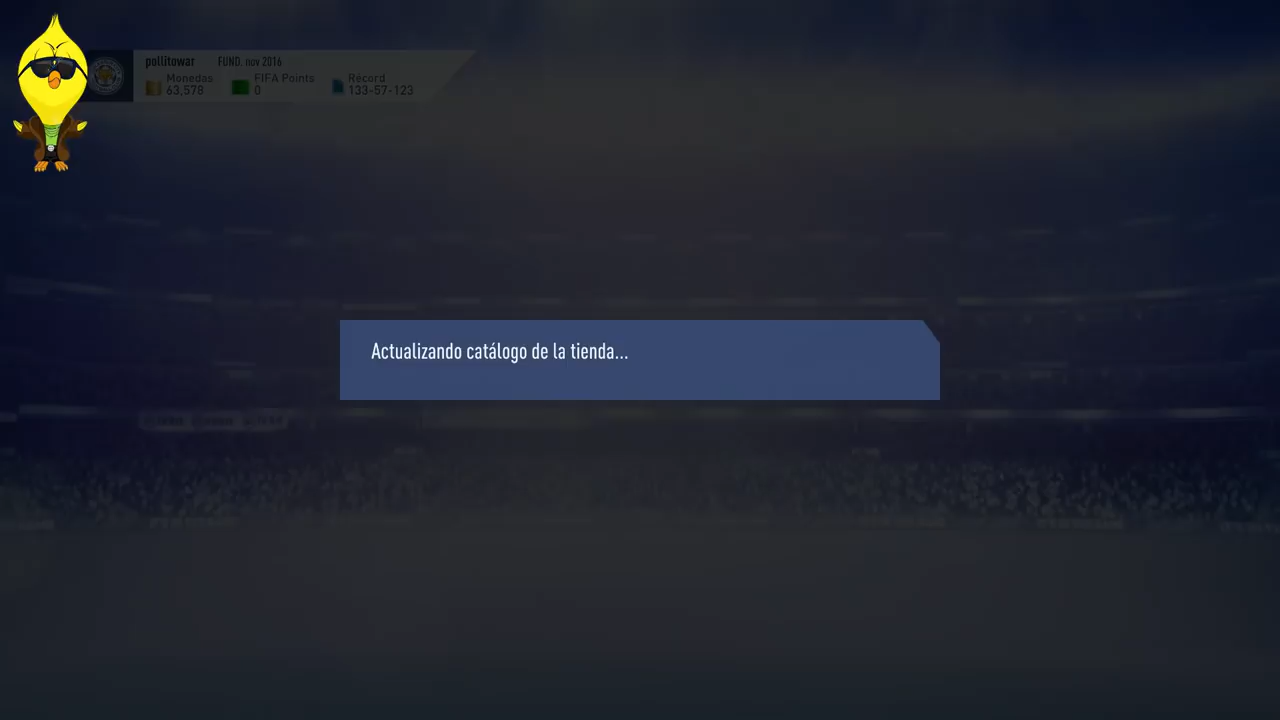 pollitowar FUND. nov 2016
Monedas FIFA Points Récord
63,578 0 133-57-123
Actualizando catálogo de la tienda...